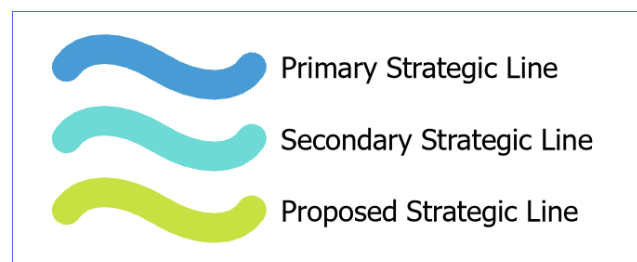 Primary Strategic Line
Secondary Strategic Line
Proposed Strategic Line